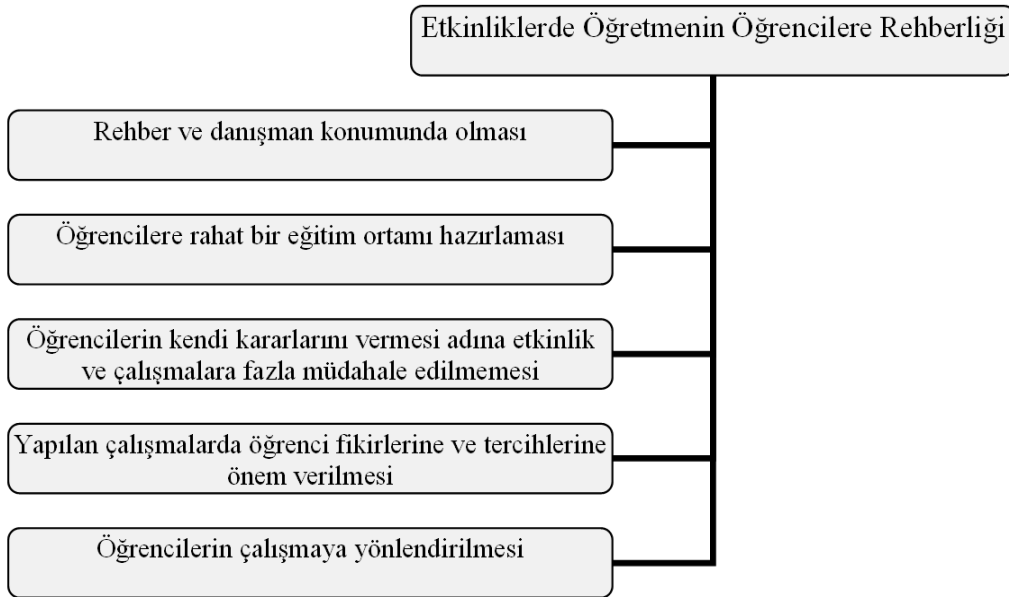 Etkinliklerde Öğretmenin Öğrencilere Rehberliği
Rehber ve danışman konumunda olması
Öğrencilere rahat bir eğitim ortamı hazırlaması
Öğrencilerin kendi kararlarını vermesi adına etkinlik
ve çalışmalara fazla müdahale edilmemesi
Yapılan çalışmalarda öğrenci fikirlerine ve tercihlerine
önem verilmesi
Öğrencilerin çalışmaya yönlendirilmesi